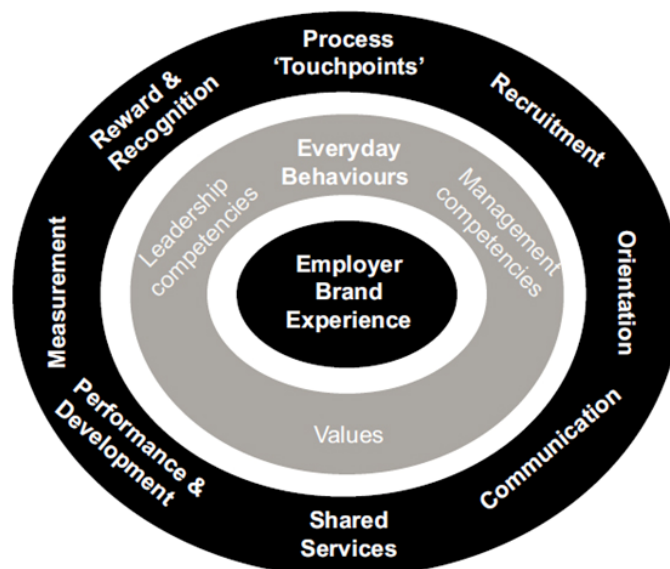 Process
‘Touchpoints’
Recruitment
Orientation
Communication
Shared
Services
Performance &
Development
Measurement
Reward &
Recognition
Everyday
Behaviours
Management
competencies
Values
Leadership
competencies
Employer
Brand
Experience